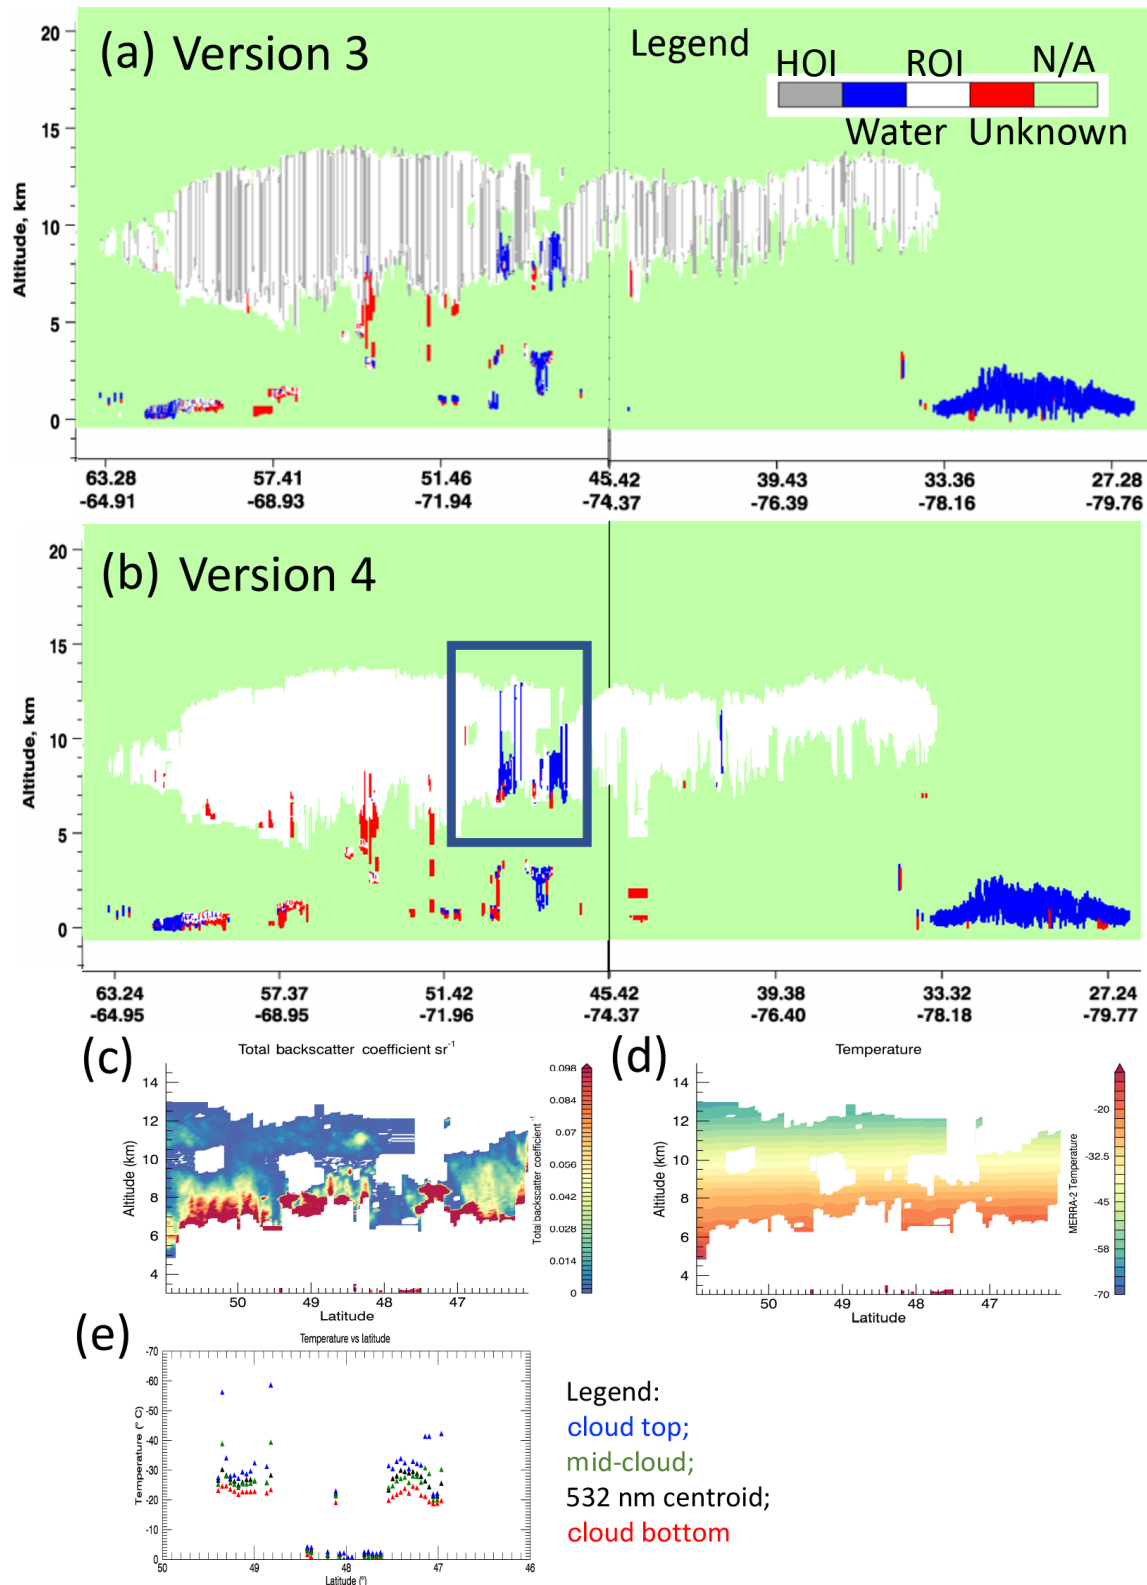 (a) Version 3
Legend
HOI ROI N/A
Water Unknown
20
15
10
5
0
Altitude, km
63.28 57.41 51.46 45.42 39.43 33.36 27.28
-64.91 -68.93 -71.94 -74.37 -76.39 -78.16 -79.76
(b) Version 4
20
15
10
5
0
Altitude, km
63.24 57.37 51.42 45.42 39.38 33.32 27.24
-64.95 -68.95 -71.96 -74.37 -76.40 -78.18 -79.77
(c)
Total backscatter coefficient sr-1
14
12
10
8
6
4
Altitude (km)
50 49 48 47
Latitude
0.098
0.084
0.07
0.056
0.042
0.028
0.014
0
Total backscatter coefficient-1
(d)
Temperature
14
12
10
8
6
4
Altitude (km)
50 49 48 47
Latitude
-20
-32.5
-45
-58
-70
MERRA-2 Temperature
(e)
Temperature vs latitude
-70
-60
-50
-40
-30
-20
-10
0
Temperature (° C)
50 49 48 47 46
Latitude (°)
Legend:
cloud top;
mid-cloud;
532 nm centroid;
cloud bottom